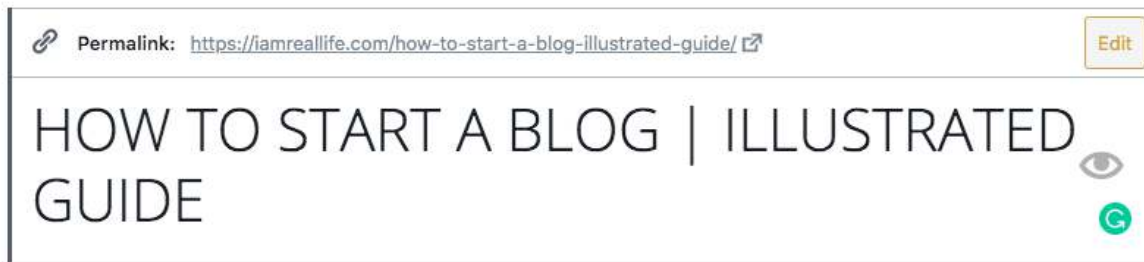 Permalink: https://iamreallife.com/how-to-start-a-blog-illustrated-guide/ Edit
HOW TO START A BLOG | ILLUSTRATED
GUIDE